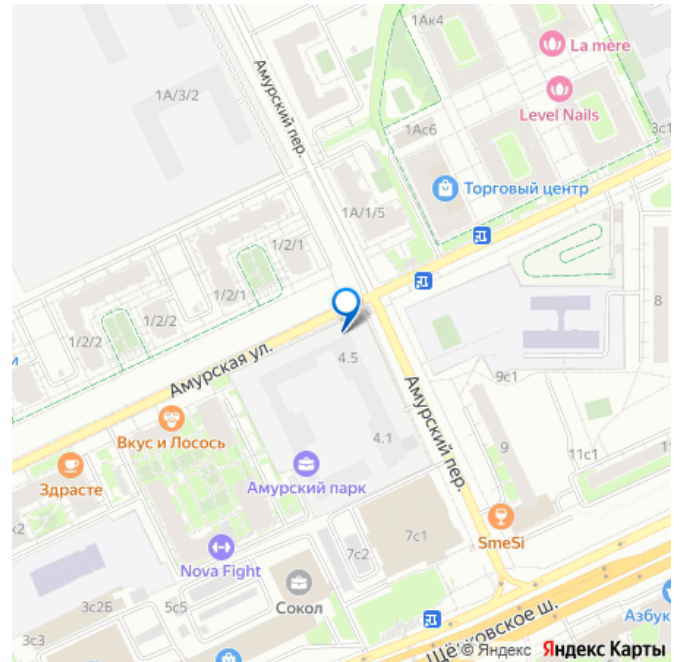 1Ак4
La mere
Level Nails
1А/3/2
Амурский пер.
1Ас6
3с1
Торговый центр
1А/1/5
1/2/1
1/2/1
1/2/2
1/2/2
и
8
Амурская ул.
4.5
9с1
Амурский пер.
Вкус и Лосось
4.1
9
11с1
Здрасте
Амурский парк
к2
7с1
SmeSi
7с2
Nova Fight
Сокол
3с2Б
5с5
3с3
Азбук
Щёлковское ш.
© Яндекс Яндекс Карты